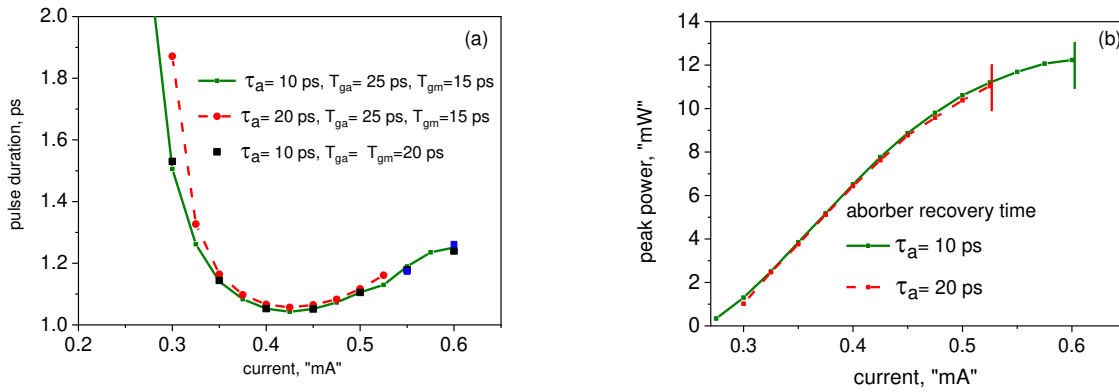 2.0
(a)
τa= 10 ps, Tga= 25 ps, Tgm=15 ps
1.8
τa= 20 ps, Tga= 25 ps, Tgm=15 ps
τa= 10 ps, Tga= Tgm=20 ps
1.6
1.4
1.2
1.0
pulse duration, ps
0.2 0.3 0.4 0.5 0.6
current, "mA"
14
(b)
12
10
8
6
4
2
0
peak power, "mW"
aborber recovery time
τa= 10 ps
τa= 20 ps
0.3 0.4 0.5 0.6
current, "mA"